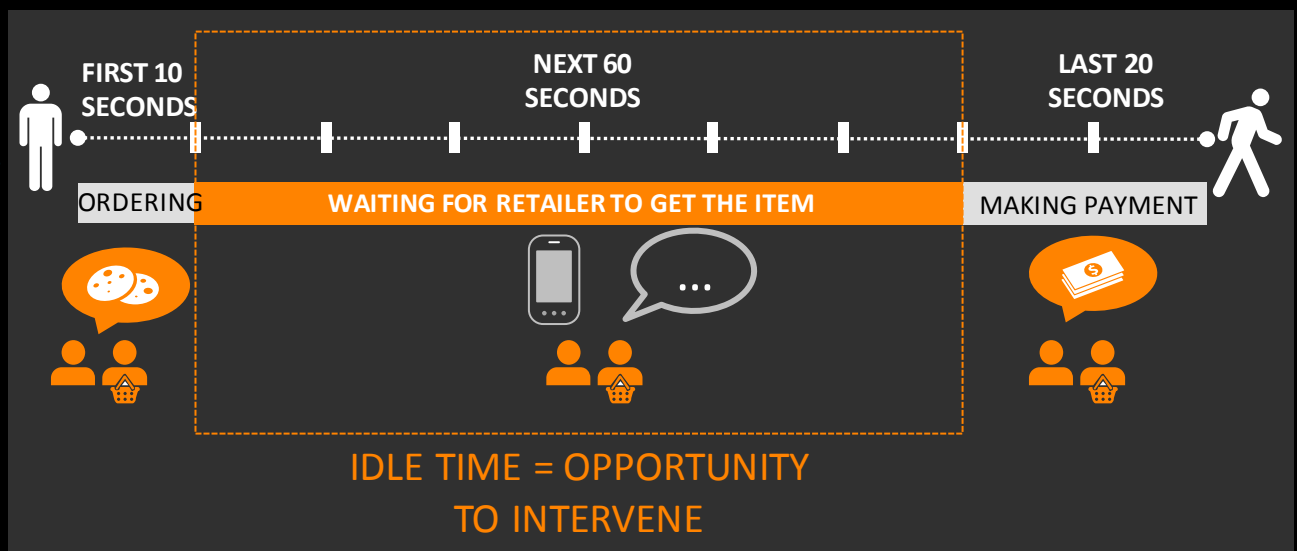 FIRST 10
SECONDS
NEXT 60
SECONDS
LAST 20
SECONDS
ORDERING
WAITING FOR RETAILER TO GET THE ITEM
MAKING PAYMENT
...
$
IDLE TIME = OPPORTUNITY
TO INTERVENE